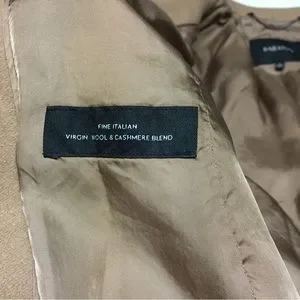 FINE ITALIAN
VIRGIN WOOL & CASHMERE BLEND